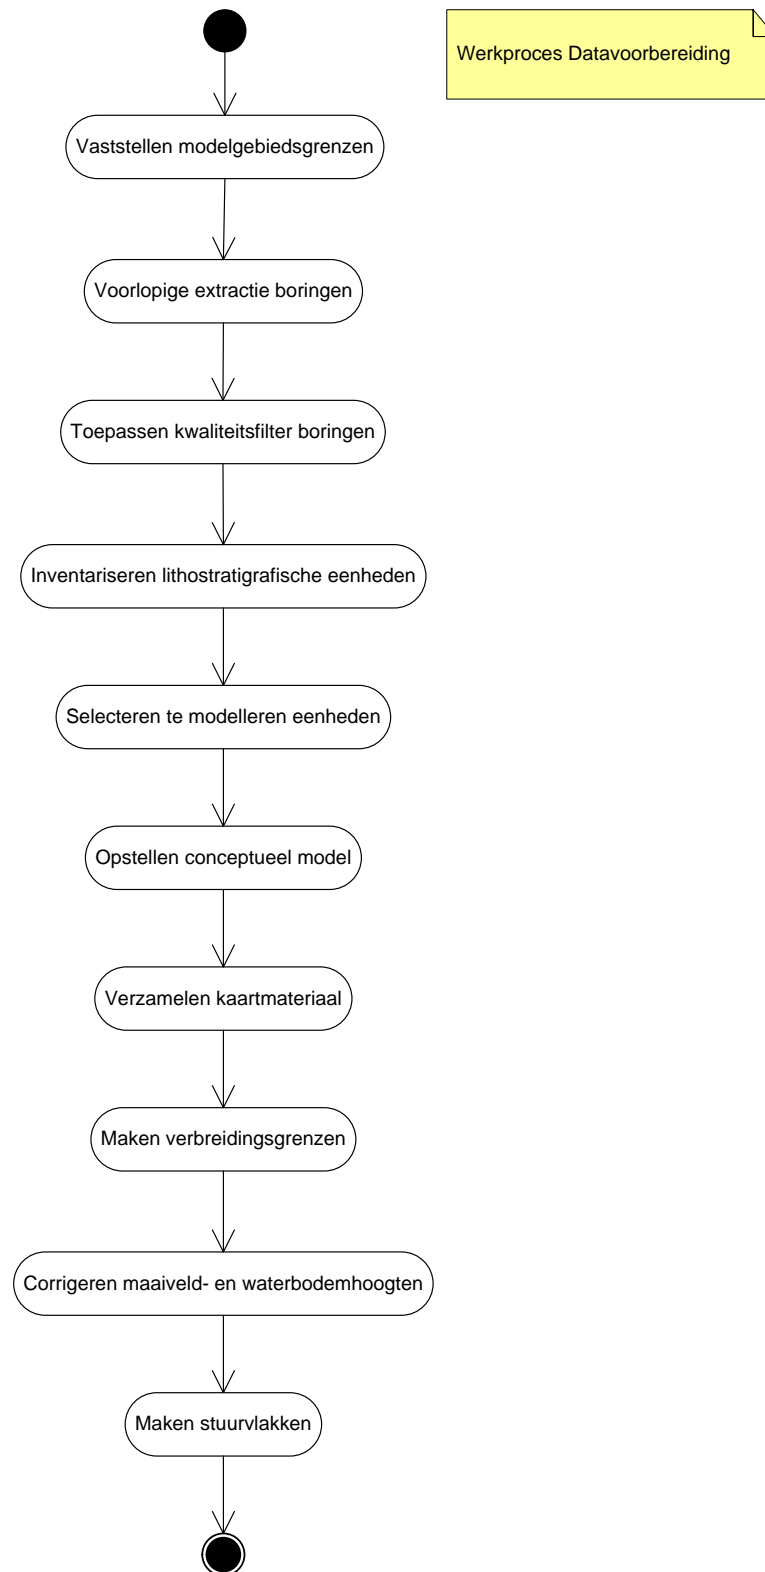 Werkproces Datavoorbereiding
Vaststellen modelgebiedsgrenzen
Voorlopige extractie boringen
Toepassen kwaliteitsfilter boringen
Inventariseren lithostratigrafische eenheden
Selecteren te modelleren eenheden
Opstellen conceptueel model
Verzamelen kaartmateriaal
Maken verbreidingsgrenzen
Corrigeren maaiveld- en waterbodemhoogten
Maken stuurvlakken